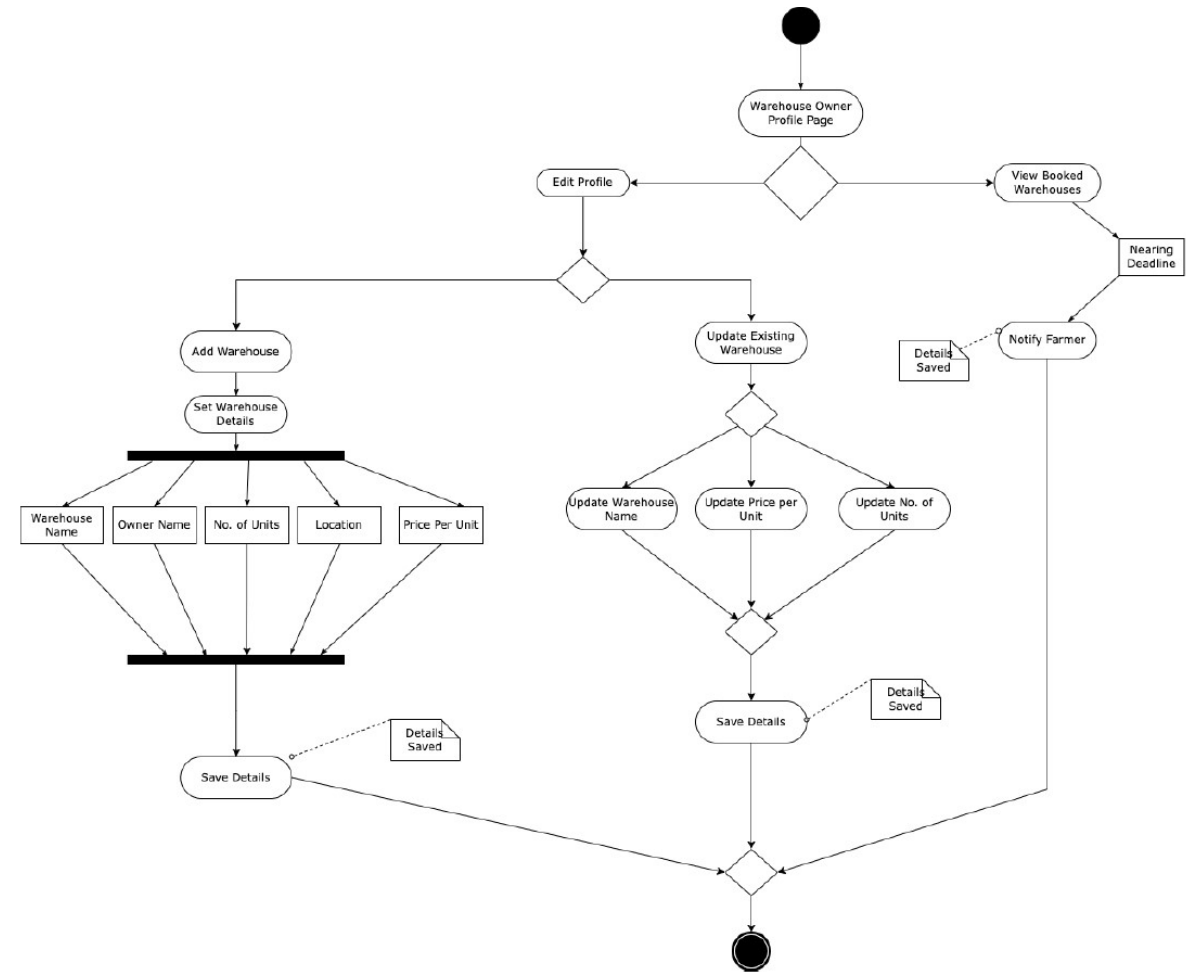 Warehouse Owner
Profile Page
Edit Profile
View Booked
Warehouses
Nearing
Deadline
Add Warehouse
Update Existing
Warehouse
Notify Farmer
Details
Saved
Set Warehouse
Details
Warehouse
Name
Owner Name
No. of Units
Location
Price Per Unit
Update Warehouse
Name
Update Price per
Unit
Update No. of
Units
Save Details
Details
Saved
Details
Saved
Save Details